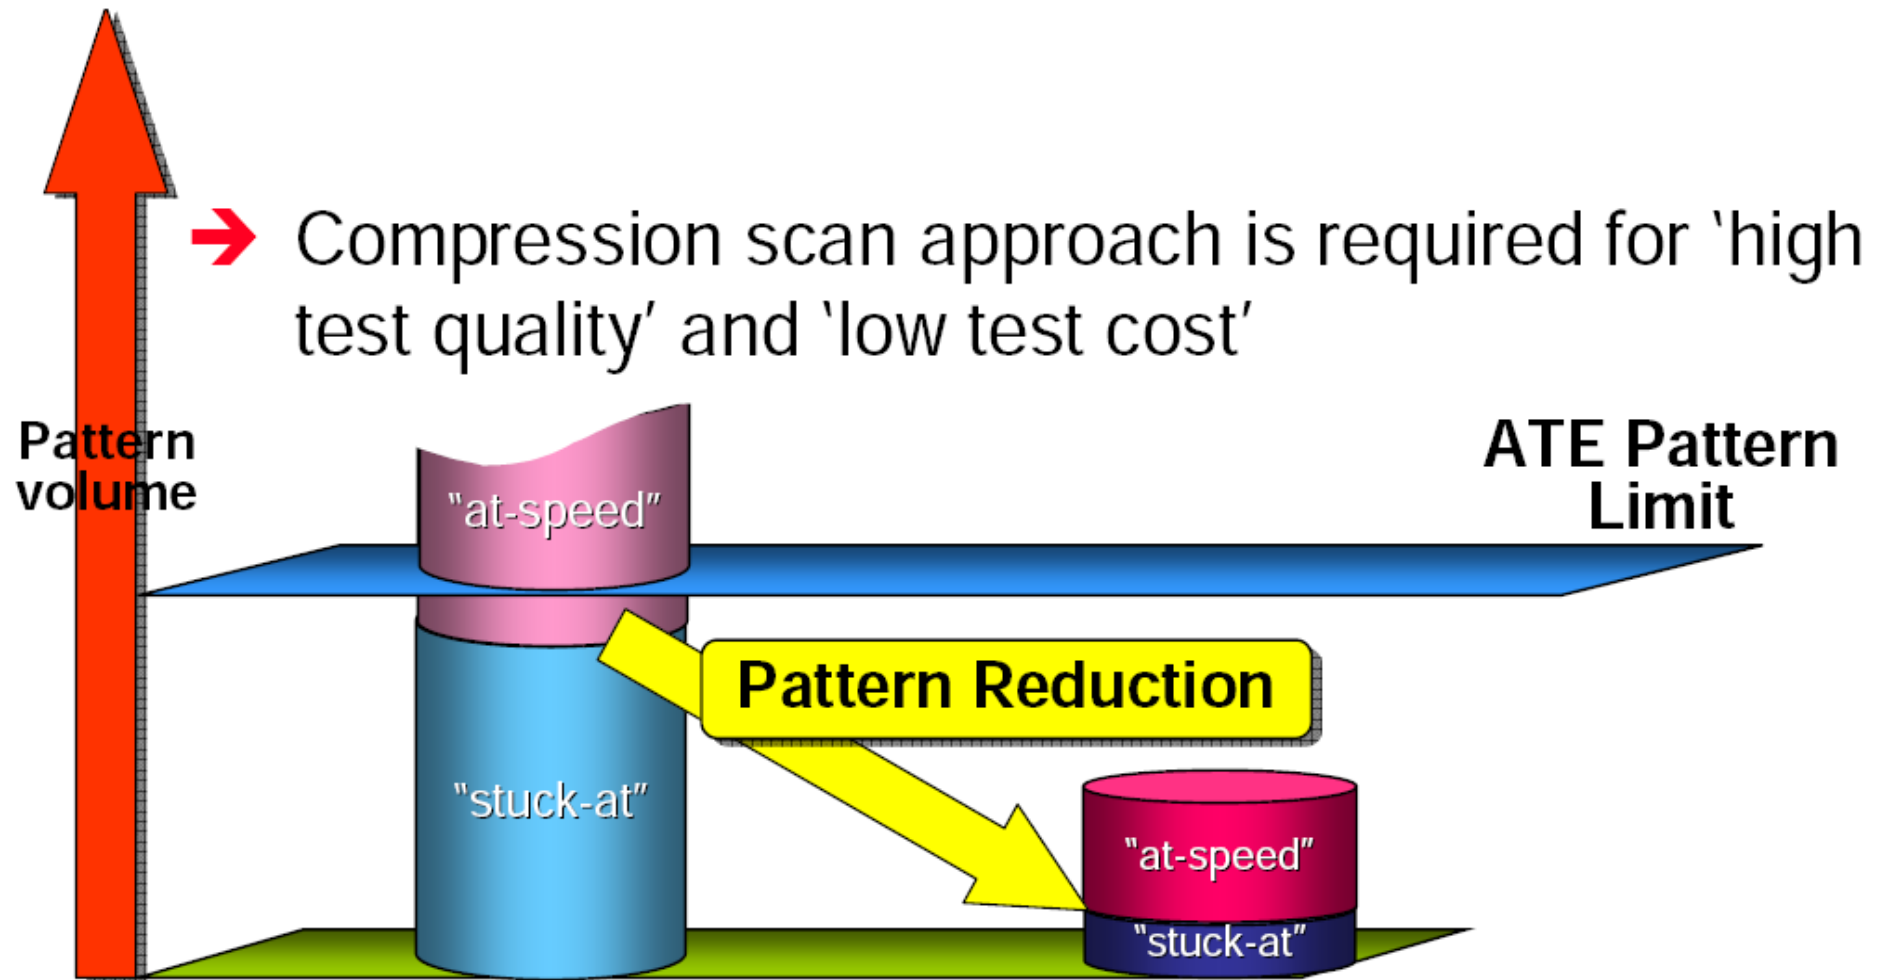 Compression scan approach is required for ‘high
test quality’ and ‘low test cost’
Pattern
volume
ATE Pattern
Limit
“at-speed”
Pattern Reduction
“stuck-at”
“at-speed”
“stuck-at”